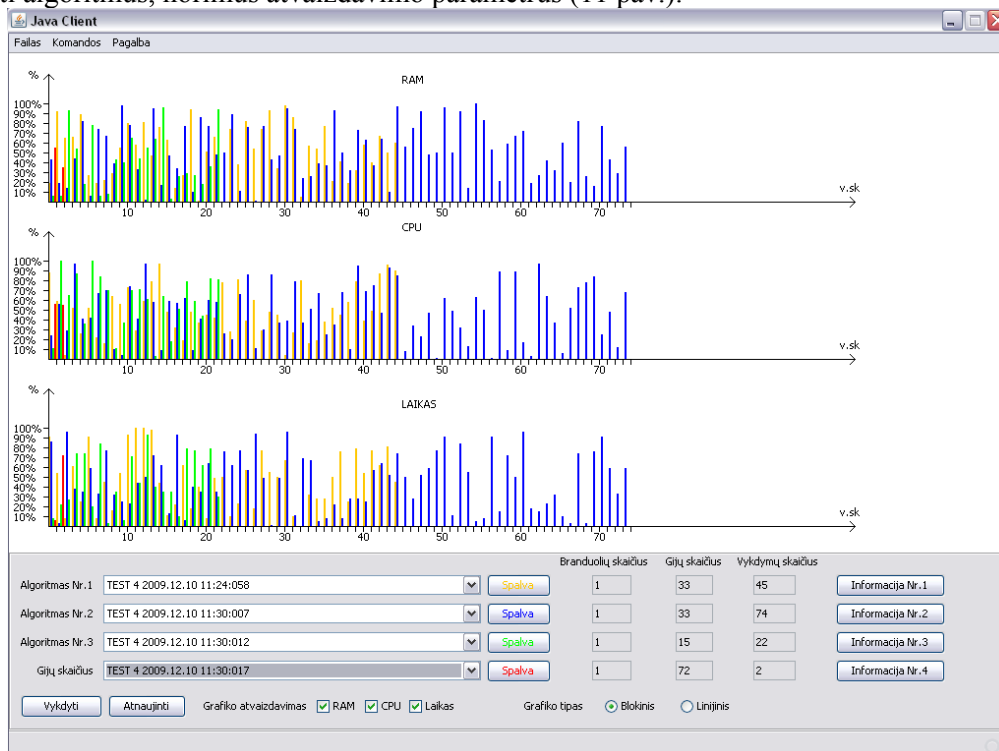 ti algoritmus, norimus atvaizdavimo parametrus (11 pav.).
Java Client
Failas Komandos Pagalba
%
RAM
100%
90%
80%
70%
60%
50%
40%
30%
20%
10%
v.sk
10 20 30 40 50 60 70
%
CPU
100%
90%
80%
70%
60%
50%
40%
30%
20%
10%
v.sk
10 20 30 40 50 60 70
%
LAIKAS
100%
90%
80%
70%
60%
50%
40%
30%
20%
10%
v.sk
10 20 30 40 50 60 70
Branduolių skaičius Gijų skaičius Vykdymų skaičius
Algoritmas Nr.1 TEST 4 2009.12.10 11:24:058 Spalva 1 33 45 Informacija Nr.1
Algoritmas Nr.2 TEST 4 2009.12.10 11:30:007 Spalva 1 33 74 Informacija Nr.2
Algoritmas Nr.3 TEST 4 2009.12.10 11:30:012 Spalva 1 15 22 Informacija Nr.3
Gijų skaičius TEST 4 2009.12.10 11:30:017 Spalva 1 72 2 Informacija Nr.4
Vykdyti Atnaujinti Grafiko atvaizdavimas RAM CPU Laikas Grafiko tipas Blokinis Linijinis